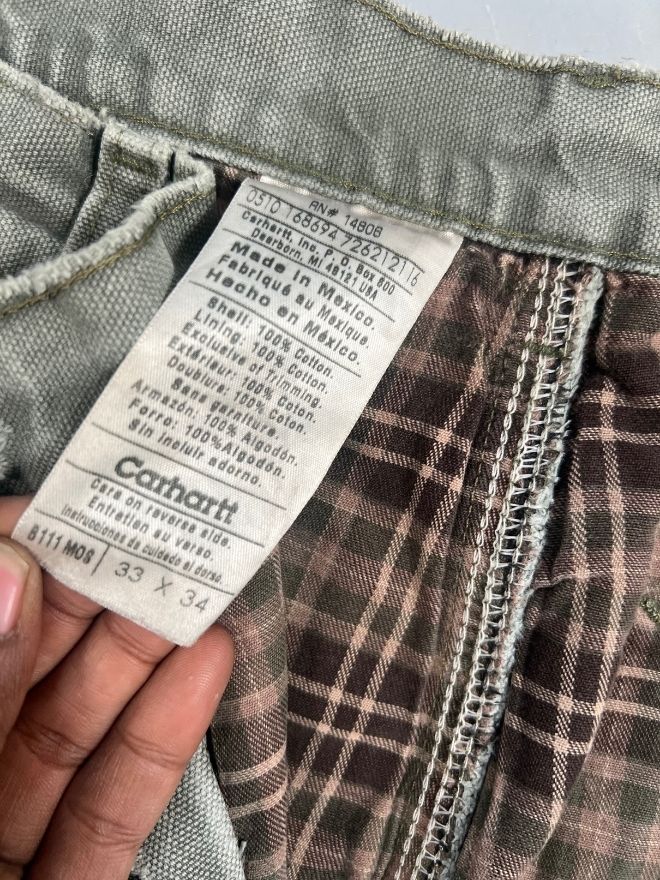 RN# 14806
0510 168694 726212116
Carhartt, Inc. P.O. Box 600
Dearborn, MI 48121 USA
Made in Mexico.
Fabriqué au Mexique.
Hecho en México.
Shell: 100% Cotton.
Lining: 100% Cotton.
Exclusive of trimming.
Extérieur: 100% Coton.
Doublure: 100% Coton.
Sans garniture.
Armazón: 100% Algodón.
Forro: 100%Algodón.
Sin incluir adorno.
Carhartt
Care on reverse side.
Entretien au verso.
Instrucciones de cuidado al dorso.
B111 MOS 33 X 34